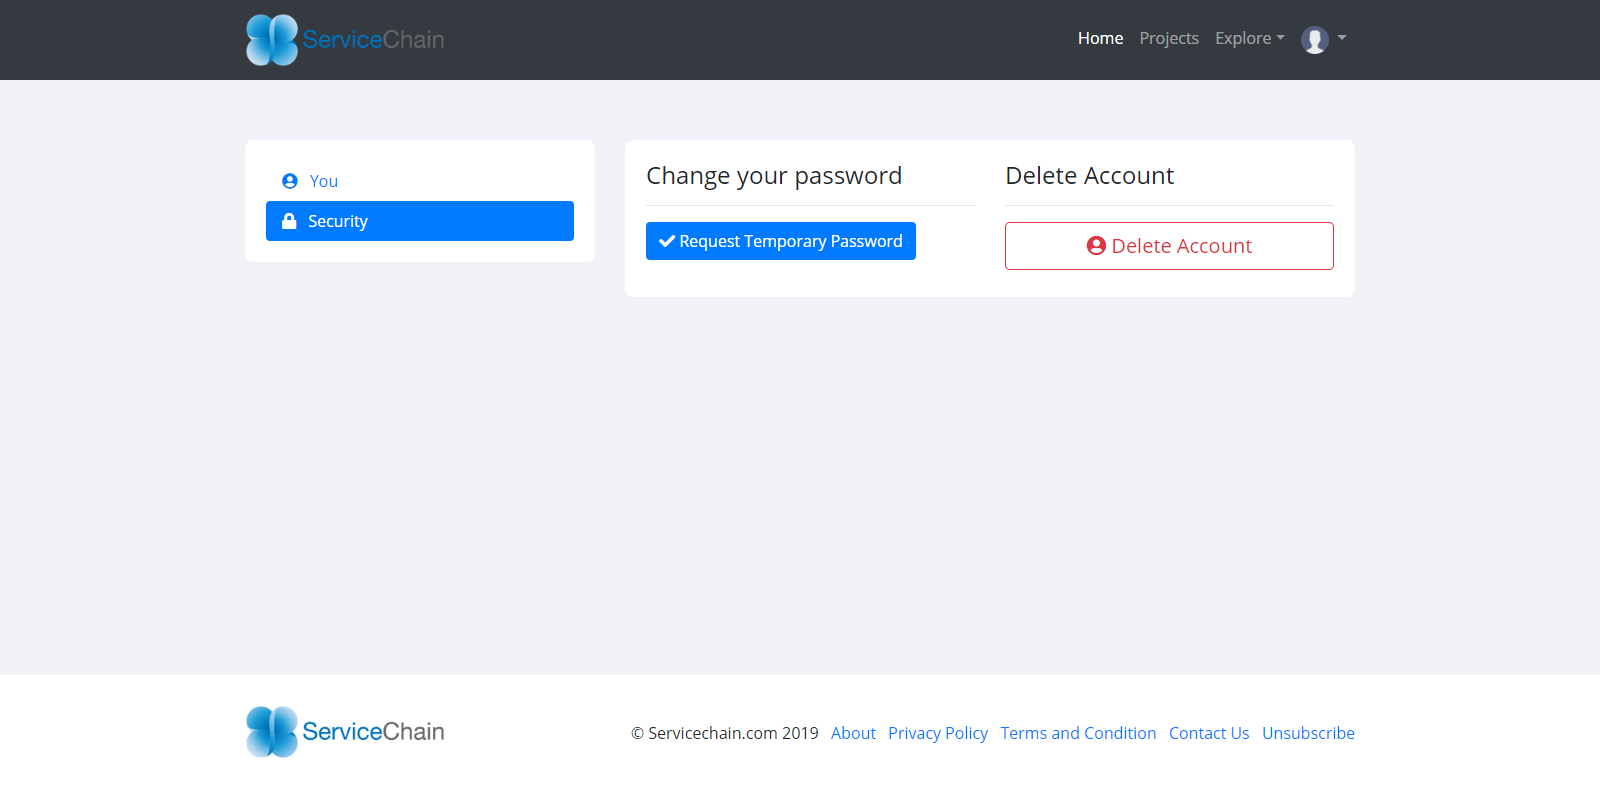 ServiceChain
Home Projects Explore
You
Security
Change your password
Request Temporary Password
Delete Account
Delete Account
ServiceChain
© Servicechain.com 2019 About Privacy Policy Terms and Condition Contact Us Unsubscribe